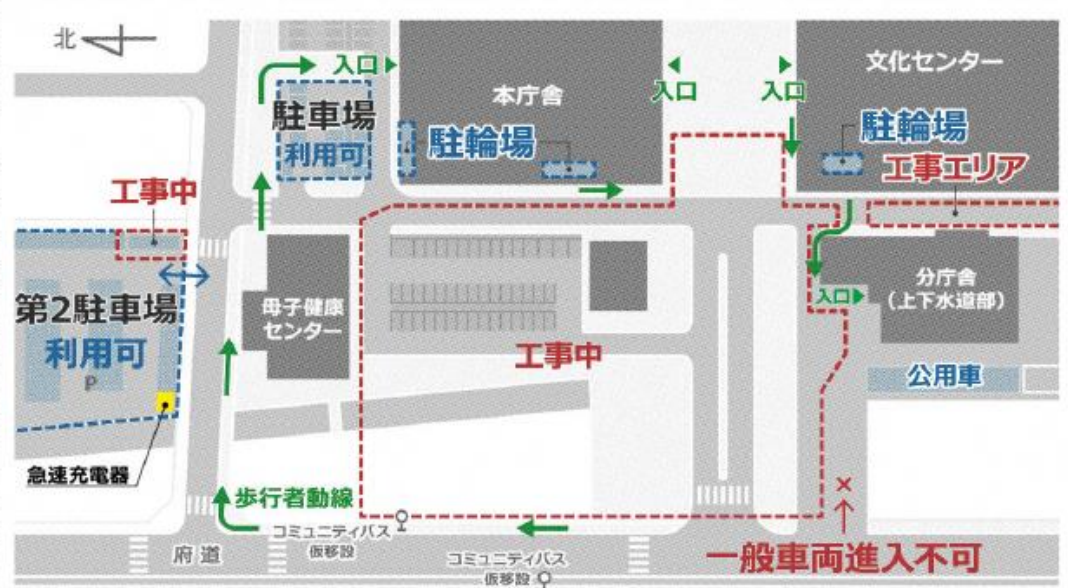 北
入口
本庁舎
入口
入口
文化センター
駐車場
利用可
駐輪場
駐輪場
工事エリア
工事中
第2駐車場
利用可
P
母子健康
センター
工事中
入口
分庁舎
(上下水道部)
公用車
急速充電器
歩行者動線
コミュニティバス
仮移設
府道
コミュニティバス
仮移設
×
一般車両進入不可